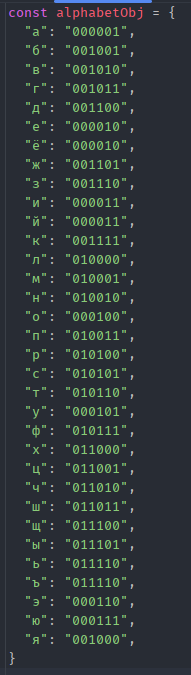 const alphabetObj = {
"а": "000001",
"б": "001001",
"в": "001010",
"г": "001011",
"д": "001100",
"е": "000010",
"ё": "000010",
"ж": "001101",
"з": "001110",
"и": "000011",
"й": "000011",
"к": "001111",
"л": "010000",
"м": "010001",
"н": "010010",
"о": "000100",
"п": "010011",
"р": "010100",
"с": "010101",
"т": "010110",
"у": "000101",
"ф": "010111",
"х": "011000",
"ц": "011001",
"ч": "011010",
"ш": "011011",
"щ": "011100",
"ы": "011101",
"ь": "011110",
"ъ": "011110",
"э": "000110",
"ю": "000111",
"я": "001000",
}